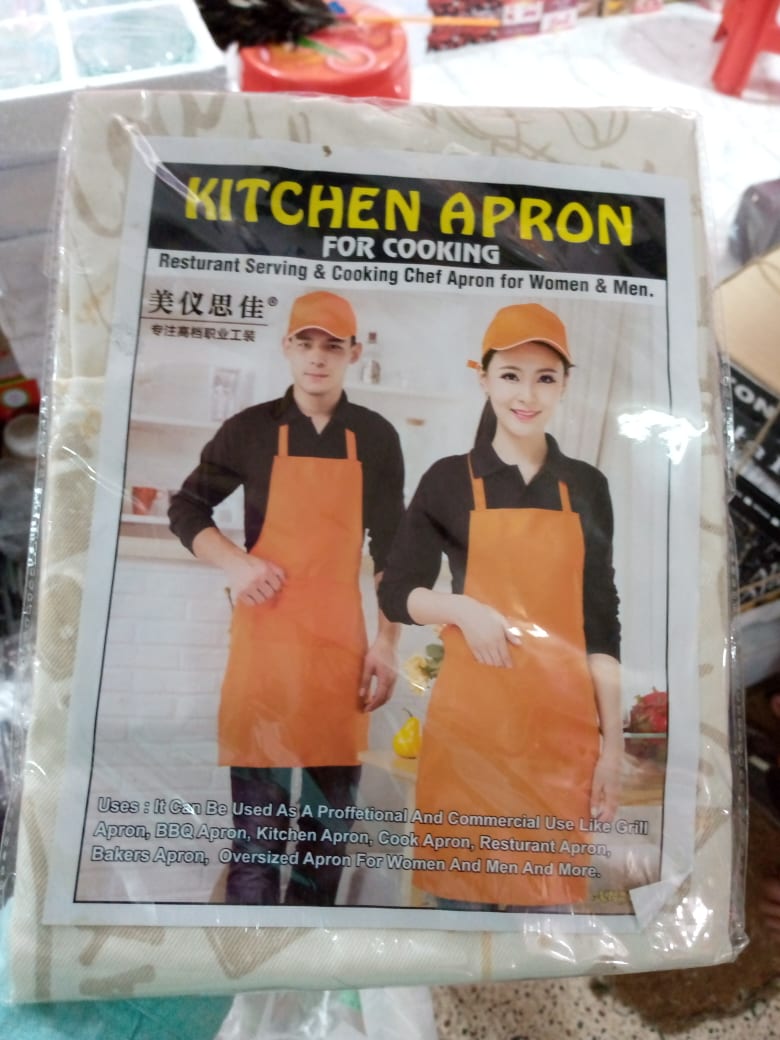 KITCHEN APRON
FOR COOKING
Resturant Serving & Cooking Chef Apron for Women & Men.
美仪思佳®
专注高档职业工装
Uses : It Can Be Used As A Proffetional And Commercial Use Like Grill
Apron, BBQ Apron, Kitchen Apron, Cook Apron, Resturant Apron,
Bakers Apron, Oversized Apron For Women And Men And More.